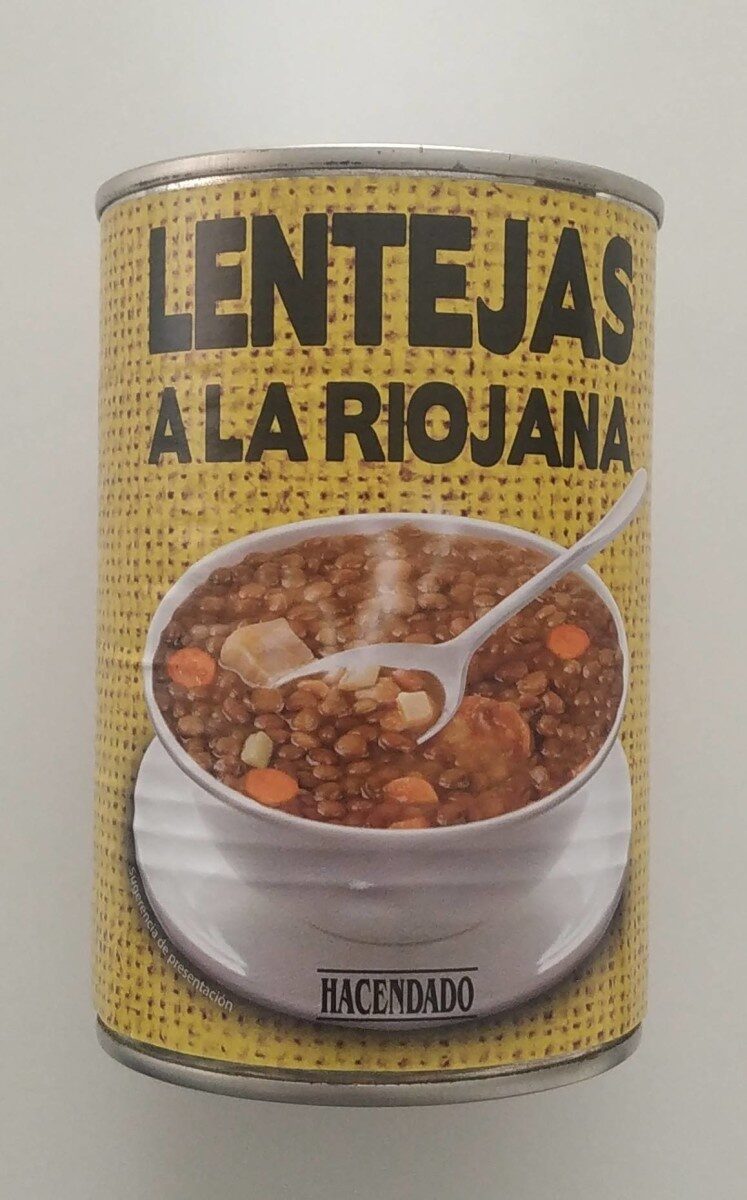 LENTEJAS
A LA RIOJANA
sugerencia de presentación
HACENDADO